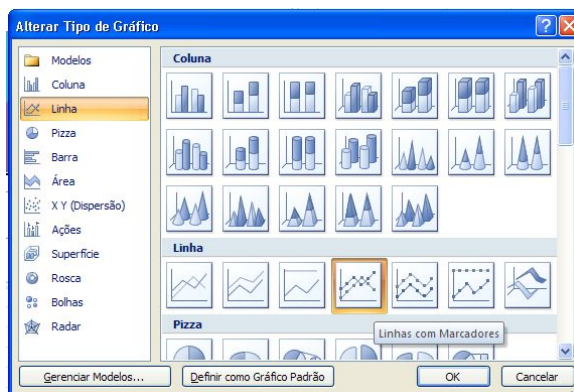 Alterar Tipo de Gráfico
Modelos
Coluna
Linha
Pizza
Barra
Área
X Y (Dispersão)
Ações
Superfície
Rosca
Bolhas
Radar
Coluna
Linha
Linhas com Marcadores
Pizza
Gerenciar Modelos...
Definir como Gráfico Padrão
OK
Cancelar